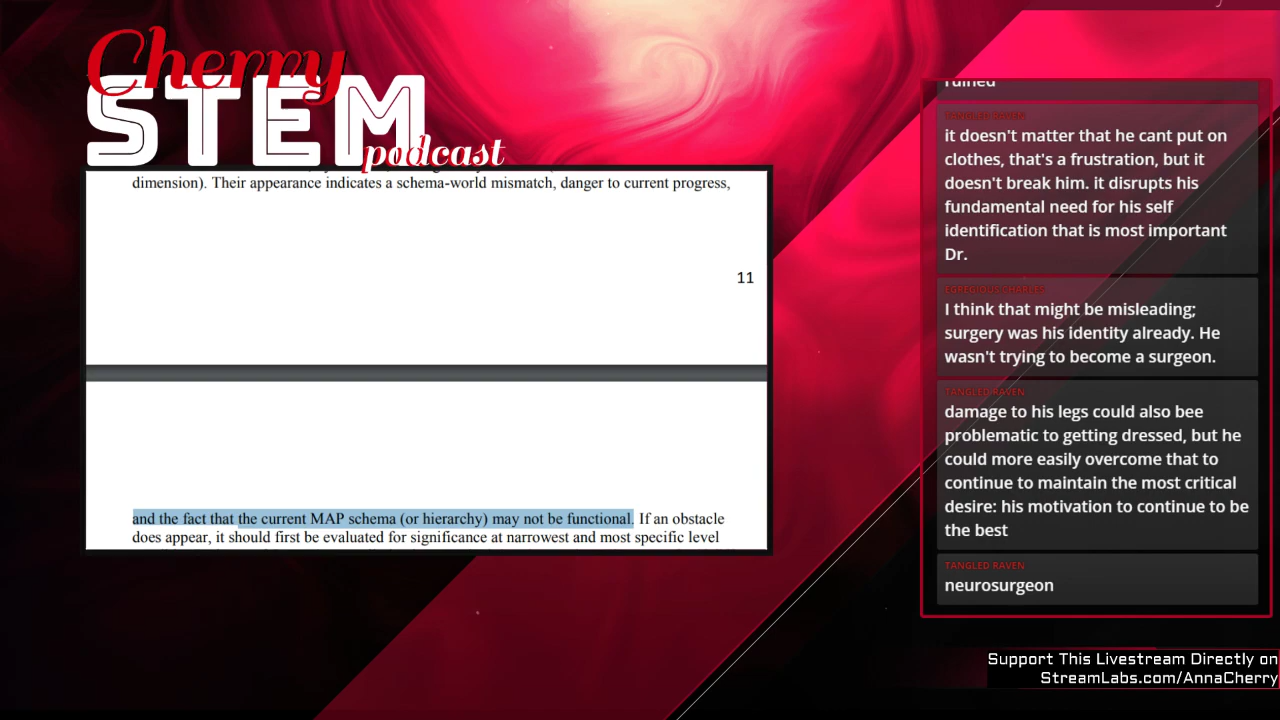 Cherry
STEM
podcast
dimension). Their appearance indicates a schema-world mismatch, danger to current progress,
11
and the fact that the current MAP schema (or hierarchy) may not be functional. If an obstacle
does appear, it should first be evaluated for significance at narrowest and most specific level
ruined
TANGLED RAVEN
it doesn't matter that he cant put on
clothes, that's a frustration, but it
doesn't break him. it disrupts his
fundamental need for his self
identification that is most important
Dr.
EGREGIOUS CHARLES
I think that might be misleading;
surgery was his identity already. He
wasn't trying to become a surgeon.
TANGLED RAVEN
damage to his legs could also bee
problematic to getting dressed, but he
could more easily overcome that to
continue to maintain the most critical
desire: his motivation to continue to be
the best
TANGLED RAVEN
neurosurgeon
Support This Livestream Directly on
StreamLabs.com/AnnaCherry